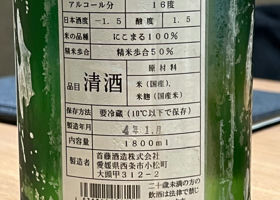 アルコール分 16度
日本酒度 －1.5 酸度 1.5
米の品種 にこまる100%
精米歩合 精米歩合50%
品目 清酒
原材料
米(国産)、
米麹(国産米)
保存方法 要冷蔵(10℃以下で保存)
製造年月 4年1月
内容量 1800ml
製造者 首藤酒造株式会社
愛媛県西条市小松町
大頭甲312-2
二十歳未満の方の
飲酒は法律で禁じ